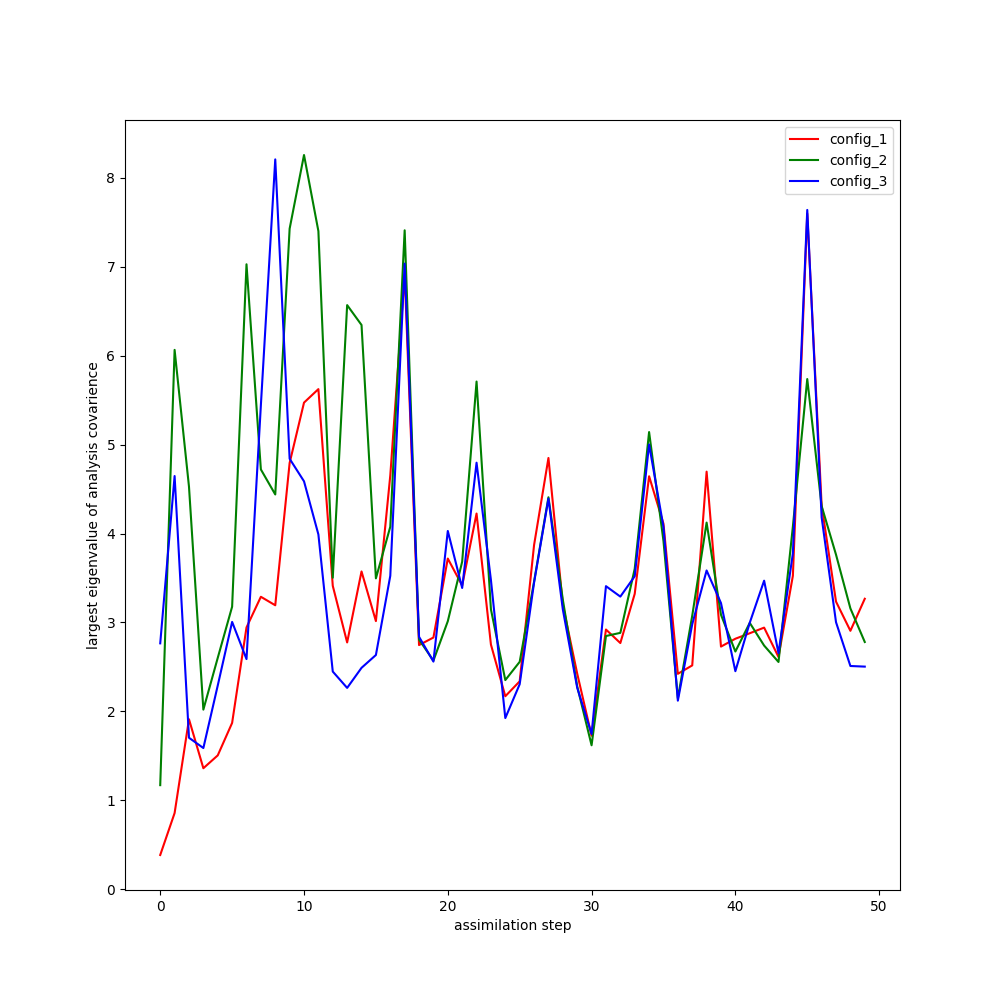 config_1
config_2
config_3
8
7
6
5
4
3
2
1
0
largest eigenvalue of analysis covarience
0 10 20 30 40 50
assimilation step